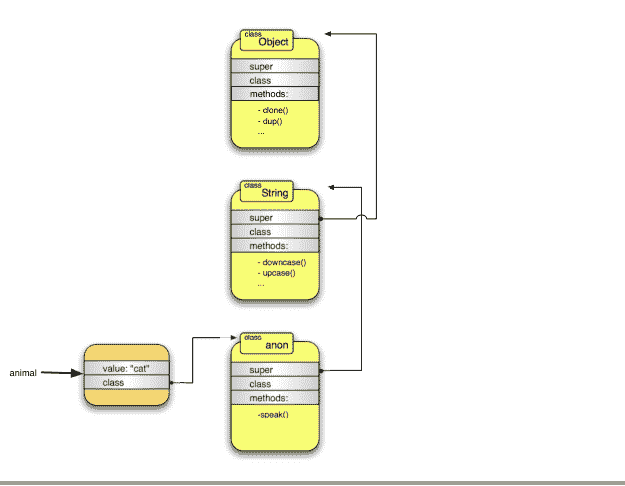 class
Object
super
class
methods:
- clone()
- dup()
...
class
String
super
class
methods:
- downcase()
- upcase()
...
class
anon
super
class
methods:
-speak()
animal
value: "cat"
class